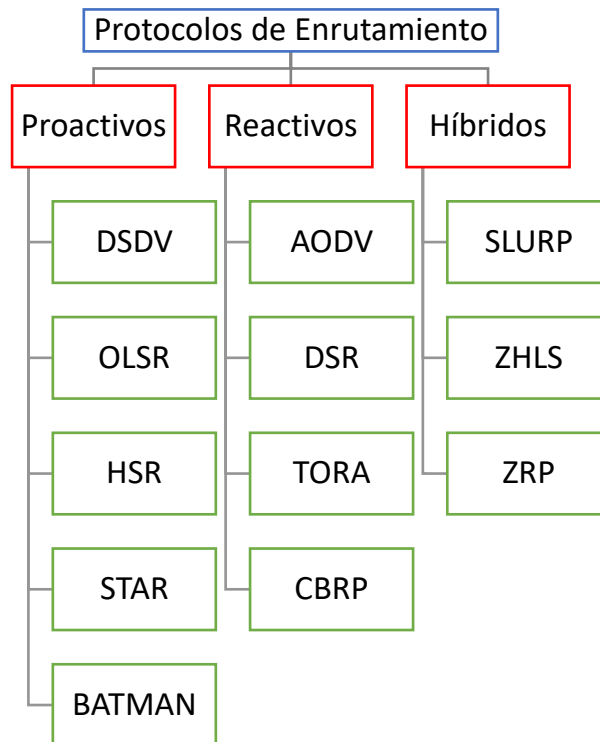 Protocolos de Enrutamiento
Proactivos
Reactivos
Híbridos
DSDV
AODV
SLURP
OLSR
DSR
ZHLS
HSR
TORA
ZRP
STAR
CBRP
BATMAN